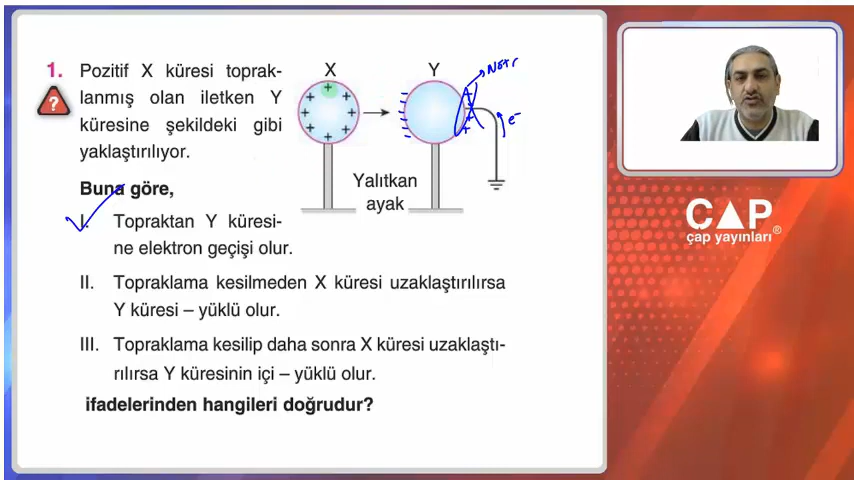 1. Pozitif X küresi toprak-
lanmış olan iletken Y
küresine şekildeki gibi
yaklaştırılıyor.
X
Y
Nötr
e-
Yalıtkan
ayak
Buna göre,
I. Topraktan Y küresi-
ne elektron geçişi olur.
II. Topraklama kesilmeden X küresi uzaklaştırılırsa
Y küresi – yüklü olur.
III. Topraklama kesilip daha sonra X küresi uzaklaştı-
rılırsa Y küresinin içi – yüklü olur.
ifadelerinden hangileri doğrudur?
ÇAP
çap yayınları®